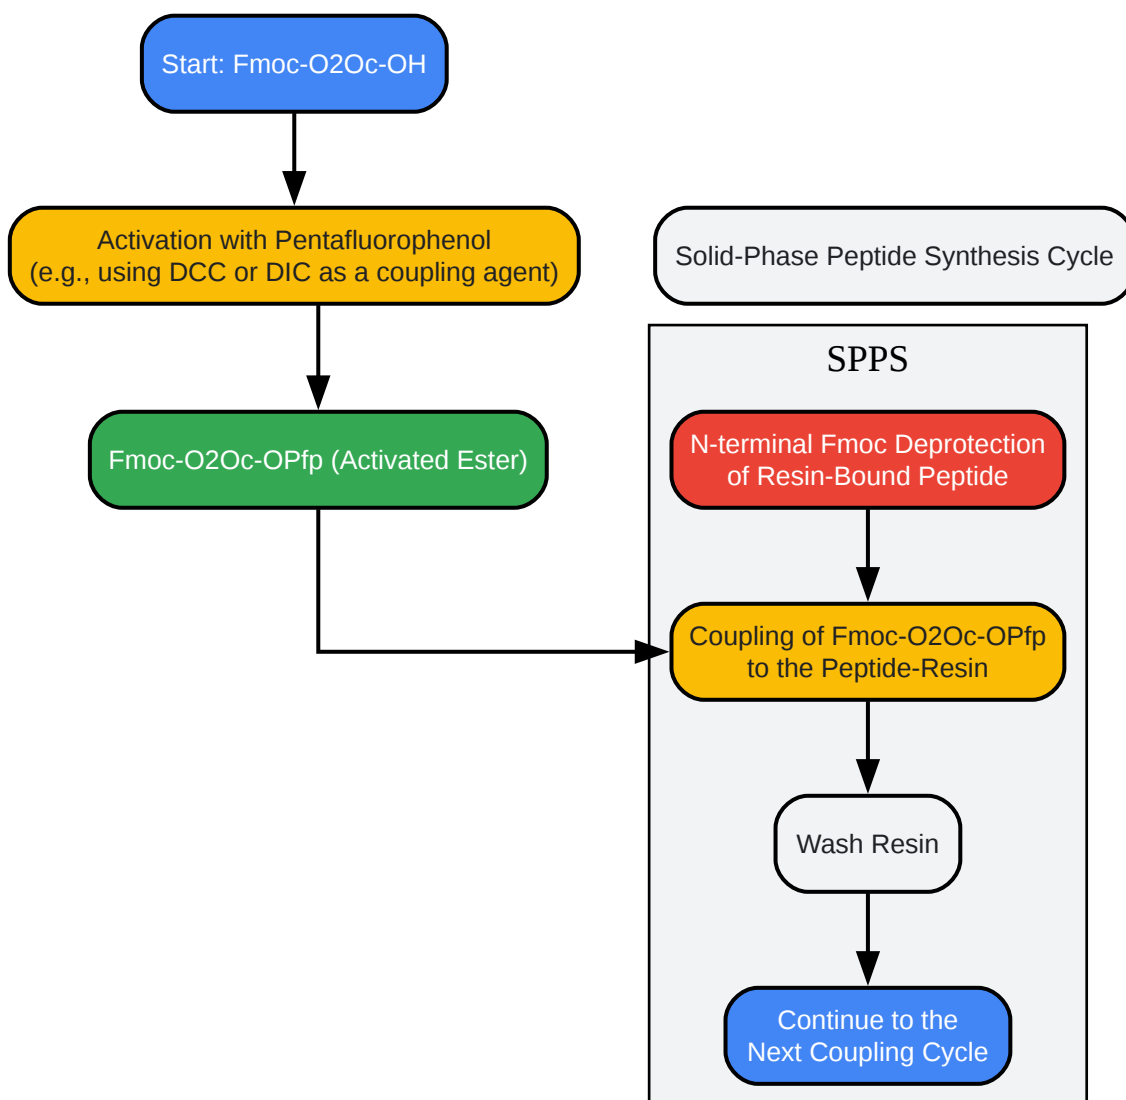 Start: Fmoc-O2Oc-OH
Activation with Pentafluorophenol
(e.g., using DCC or DIC as a coupling agent)
Fmoc-O2Oc-OPfp (Activated Ester)
Solid-Phase Peptide Synthesis Cycle
SPPS
N-terminal Fmoc Deprotection
of Resin-Bound Peptide
Coupling of Fmoc-O2Oc-OPfp
to the Peptide-Resin
Wash Resin
Continue to the
Next Coupling Cycle